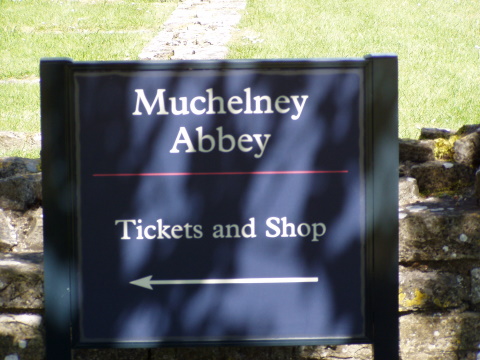 Muchelney
Abbey
Tickets and Shop